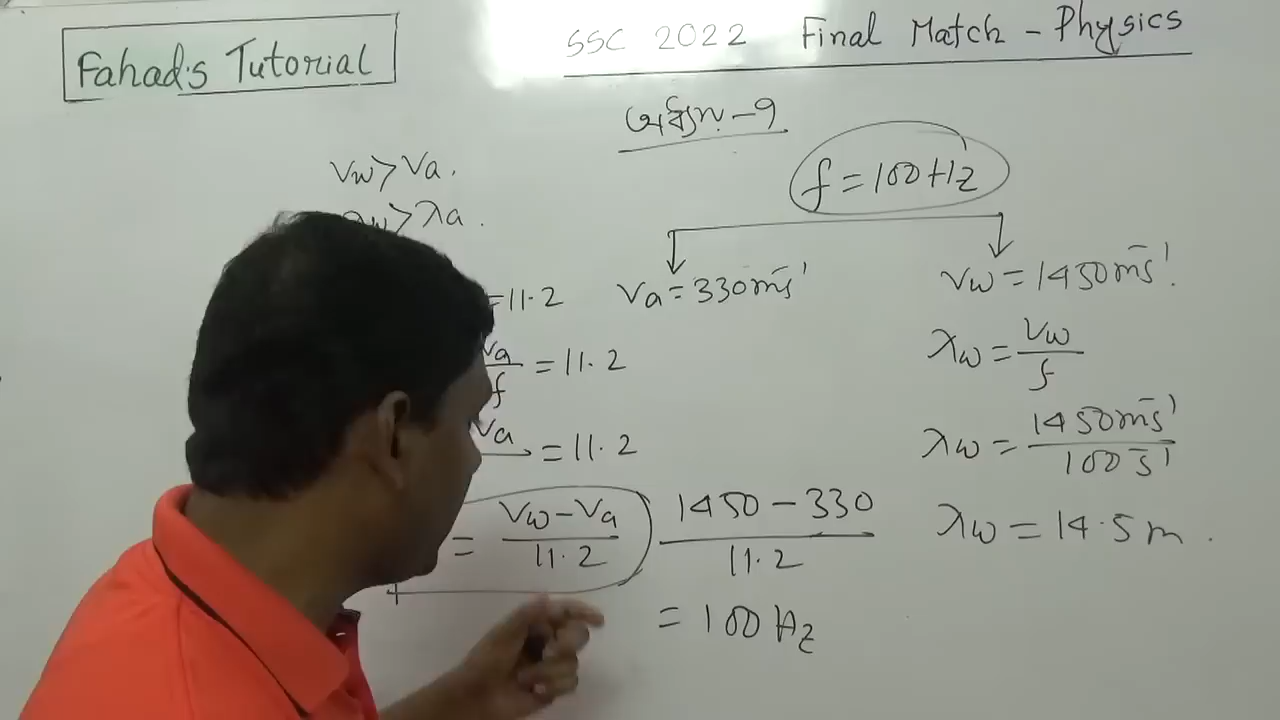 Fahad's Tutorial
SSC 2022 Final Match - Physics
অধ্যায়-৭
f = 100 Hz
Vw > Va.
> λa.
= 11.2
Va/f = 11.2
Va = 11.2
= (Vw - Va)/11.2
Va = 330 ms⁻¹
(1450 - 330)/11.2
= 100 Hz
Vw = 1450 ms⁻¹.
λw = Vw/f
λw = 1450 ms⁻¹/100 s⁻¹
λw = 14.5 m.